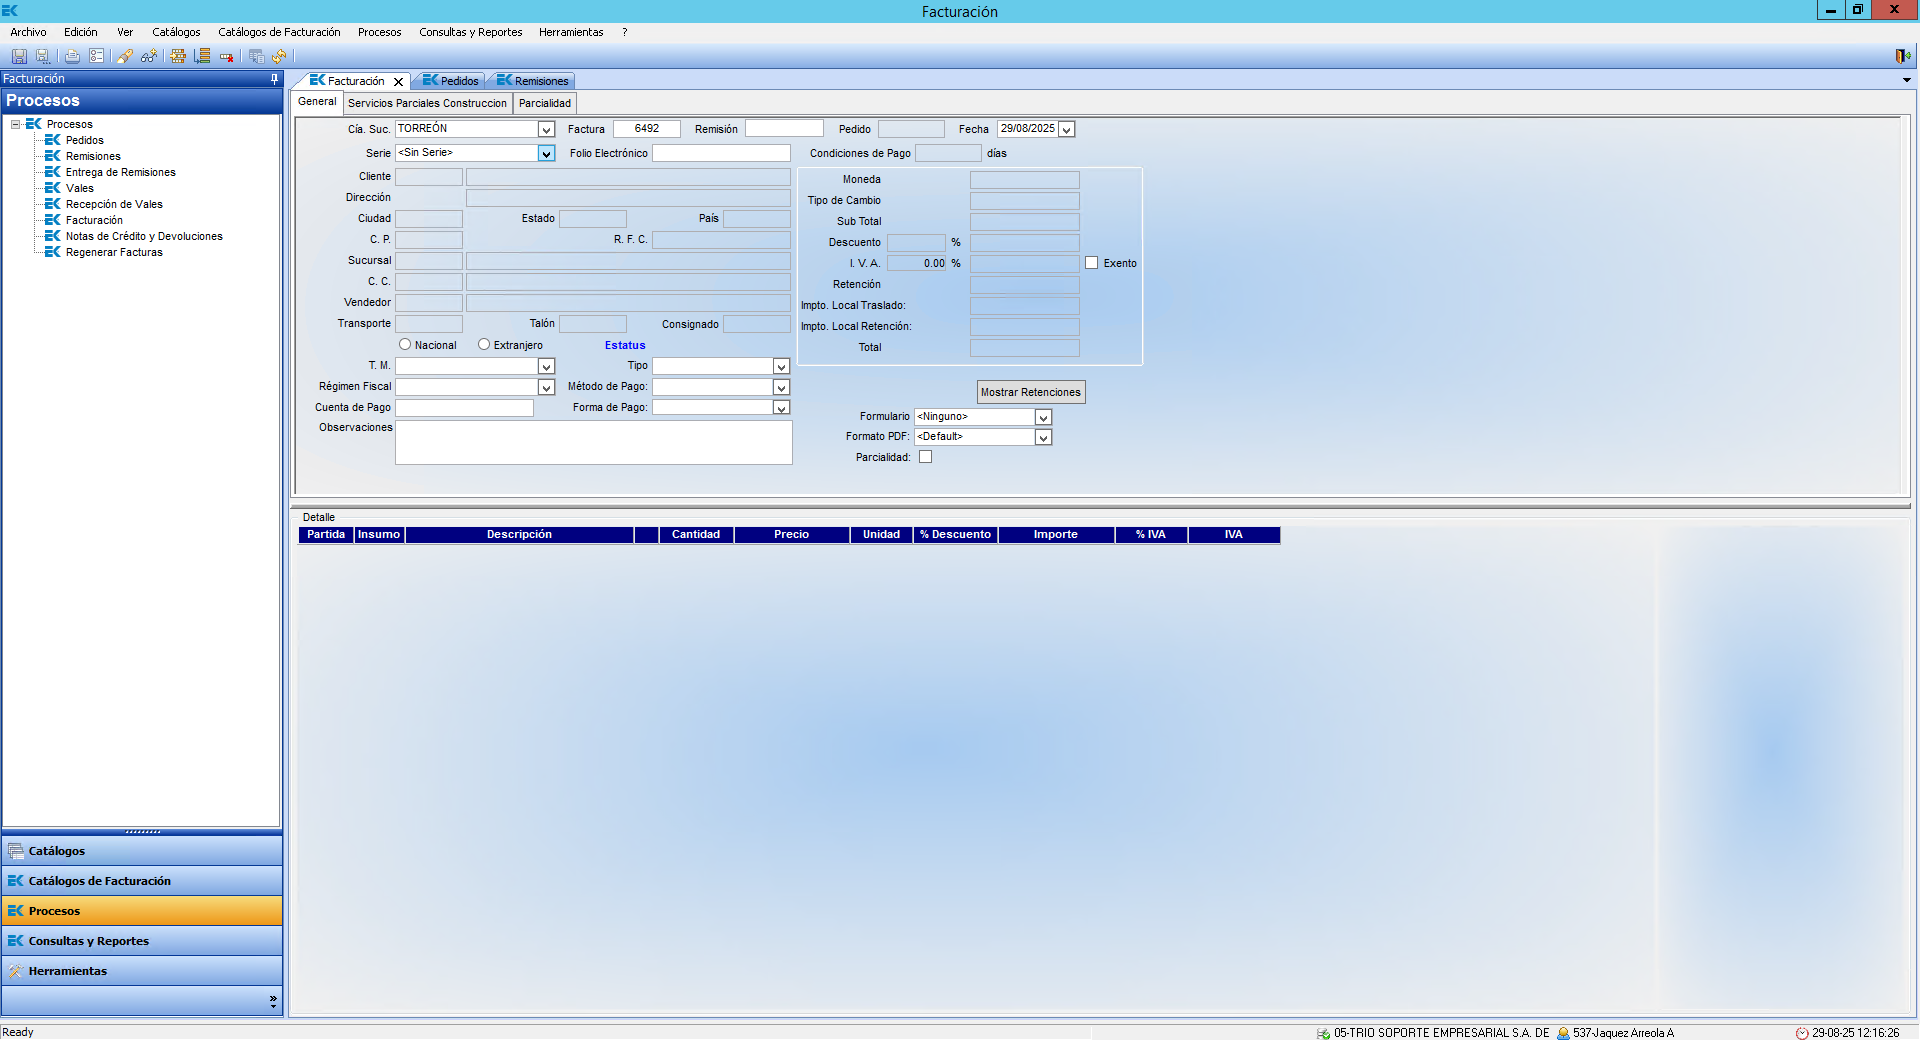 Facturación
Archivo Edición Ver Catálogos Catálogos de Facturación Procesos Consultas y Reportes Herramientas ?
Facturación
Procesos
Procesos
Pedidos
Remisiones
Entrega de Remisiones
Vales
Recepción de Vales
Facturación
Notas de Crédito y Devoluciones
Regenerar Facturas
Catálogos
Catálogos de Facturación
Procesos
Consultas y Reportes
Herramientas
Facturación Pedidos Remisiones
General Servicios Parciales Construccion Parcialidad
Cía. Suc. TORREÓN Factura 6492 Remisión Pedido Fecha 29/08/2025
Serie <Sin Serie> Folio Electrónico Condiciones de Pago días
Cliente
Dirección
Ciudad Estado País
C. P. R. F. C.
Sucursal
C. C.
Vendedor
Transporte Talón Consignado
Nacional Extranjero Estatus
T. M. Tipo
Régimen Fiscal Método de Pago:
Cuenta de Pago Forma de Pago:
Observaciones
Moneda
Tipo de Cambio
Sub Total
Descuento %
I. V. A. 0.00 % Exento
Retención
Impto. Local Traslado:
Impto. Local Retención:
Total
Mostrar Retenciones
Formulario <Ninguno>
Formato PDF: <Default>
Parcialidad:
Detalle
Partida Insumo Descripción Cantidad Precio Unidad % Descuento Importe % IVA IVA
Ready 05-TRIO SOPORTE EMPRESARIAL S.A. DE 537-Jaquez Arreola A 29-08-25 12:16:26